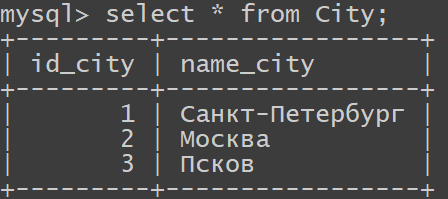 mysql> select * from City;
+---------+-----------------+
| id_city | name_city       |
+---------+-----------------+
|       1 | Санкт-Петербург |
|       2 | Москва          |
|       3 | Псков           |
+---------+-----------------+